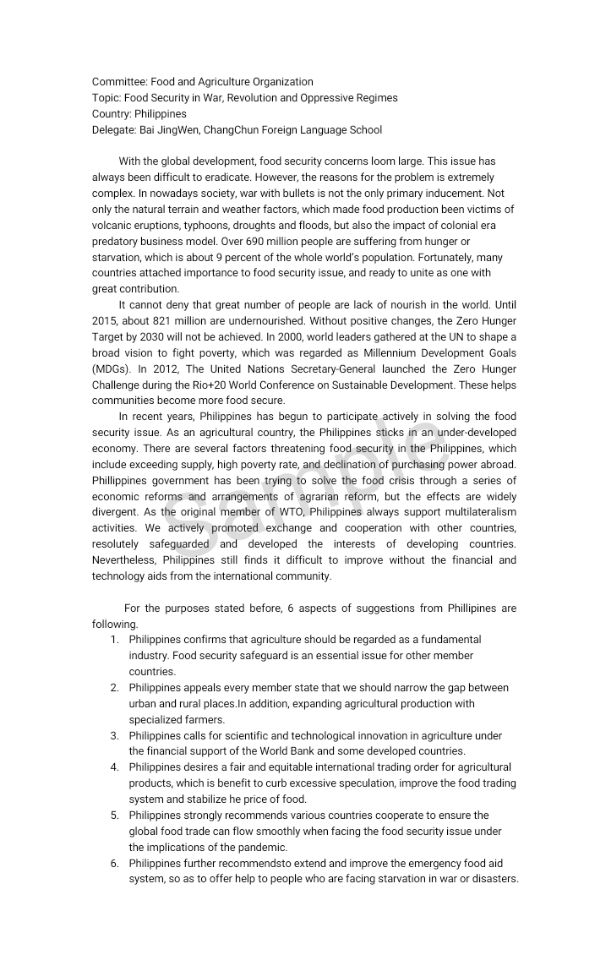 Committee: Food and Agriculture Organization
Topic: Food Security in War, Revolution and Oppressive Regimes
Country: Philippines
Delegate: Bai JingWen, ChangChun Foreign Language School
With the global development, food security concerns loom large. This issue has
always been difficult to eradicate. However, the reasons for the problem is extremely
complex. In nowadays society, war with bullets is not the only primary inducement. Not
only the natural terrain and weather factors, which made food production been victims of
volcanic eruptions, typhoons, droughts and floods, but also the impact of colonial era
predatory business model. Over 690 million people are suffering from hunger or
starvation, which is about 9 percent of the whole world's population. Fortunately, many
countries attached importance to food security issue, and ready to unite as one with
great contribution.
It cannot deny that great number of people are lack of nourish in the world. Until
2015, about 821 million are undernourished. Without positive changes, the Zero Hunger
Target by 2030 will not be achieved. In 2000, world leaders gathered at the UN to shape a
broad vision to fight poverty, which was regarded as Millennium Development Goals
(MDGs). In 2012, The United Nations Secretary-General launched the Zero Hunger
Challenge during the Rio+20 World Conference on Sustainable Development. These helps
communities become more food secure.
In recent years, Philippines has begun to participate actively in solving the food
security issue. As an agricultural country, the Philippines sticks in an under-developed
economy. There are several factors threatening food security in the Philippines, which
include exceeding supply, high poverty rate, and declination of purchasing power abroad.
Phillippines government has been trying to solve the food crisis through a series of
economic reforms and arrangements of agrarian reform, but the effects are widely
divergent. As the original member of WTO, Philippines always support multilateralism
activities. We actively promoted exchange and cooperation with other countries,
resolutely safeguarded and developed the interests of developing countries.
Nevertheless, Philippines still finds it difficult to improve without the financial and
technology aids from the international community.
Sample
For the purposes stated before, 6 aspects of suggestions from Phillipines are
following.
1. Philippines confirms that agriculture should be regarded as a fundamental
industry. Food security safeguard is an essential issue for other member
countries.
2. Philippines appeals every member state that we should narrow the gap between
urban and rural places.In addition, expanding agricultural production with
specialized farmers.
3. Philippines calls for scientific and technological innovation in agriculture under
the financial support of the World Bank and some developed countries.
4. Philippines desires a fair and equitable international trading order for agricultural
products, which is benefit to curb excessive speculation, improve the food trading
system and stabilize he price of food.
5. Philippines strongly recommends various countries cooperate to ensure the
global food trade can flow smoothly when facing the food security issue under
the implications of the pandemic.
6. Philippines further recommendsto extend and improve the emergency food aid
system, so as to offer help to people who are facing starvation in war or disasters.